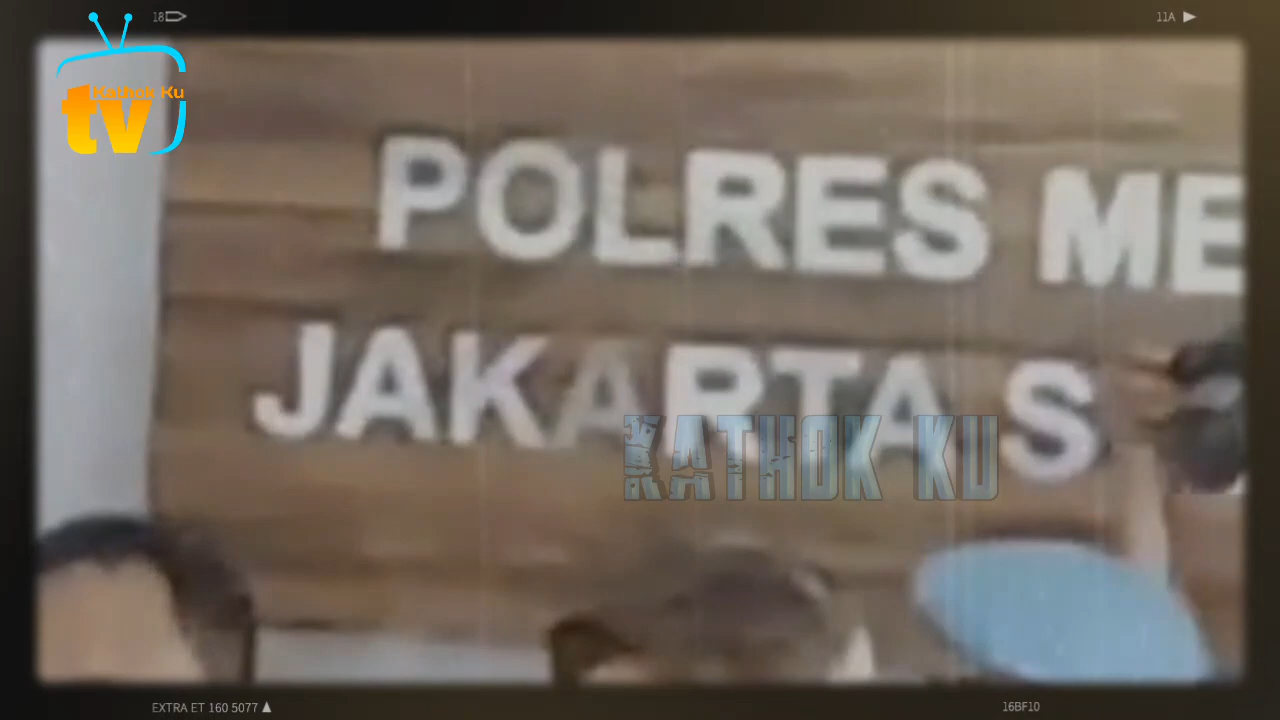 18
11A
Kathok Ku
tv
POLRES ME
JAKARTA S
KATHOK KU
EXTRA ET 160 5077
16BF10